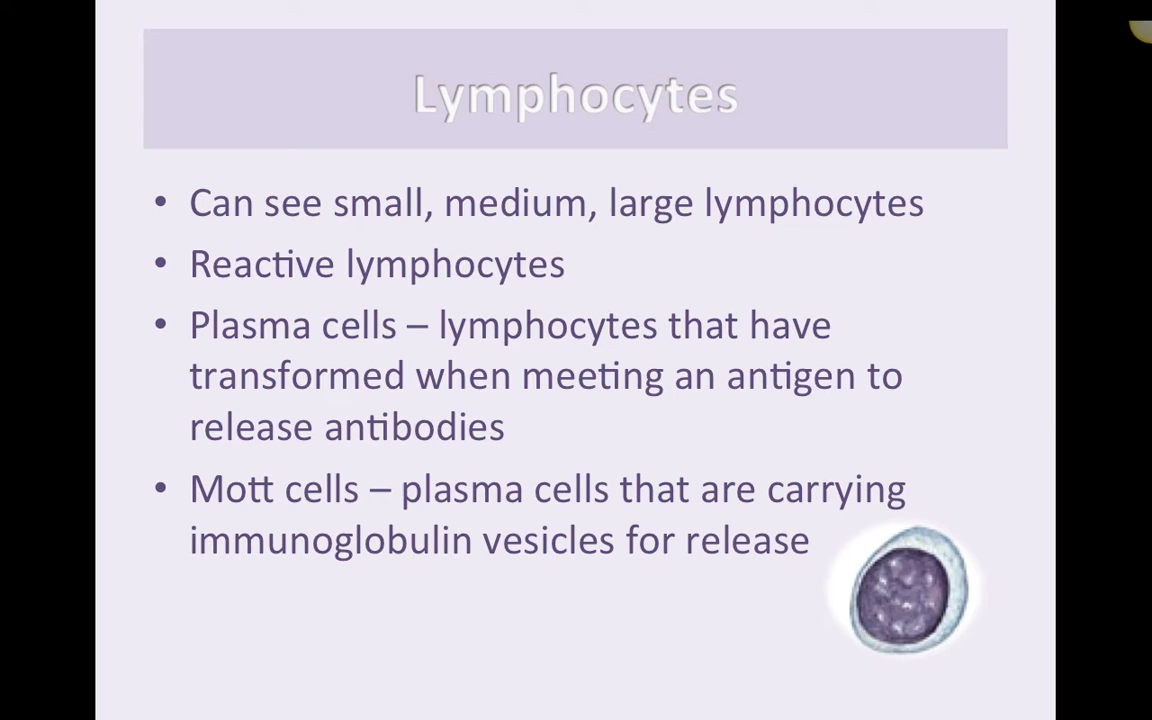 Lymphocytes
• Can see small, medium, large lymphocytes
• Reactive lymphocytes
• Plasma cells – lymphocytes that have
transformed when meeting an antigen to
release antibodies
• Mott cells – plasma cells that are carrying
immunoglobulin vesicles for release